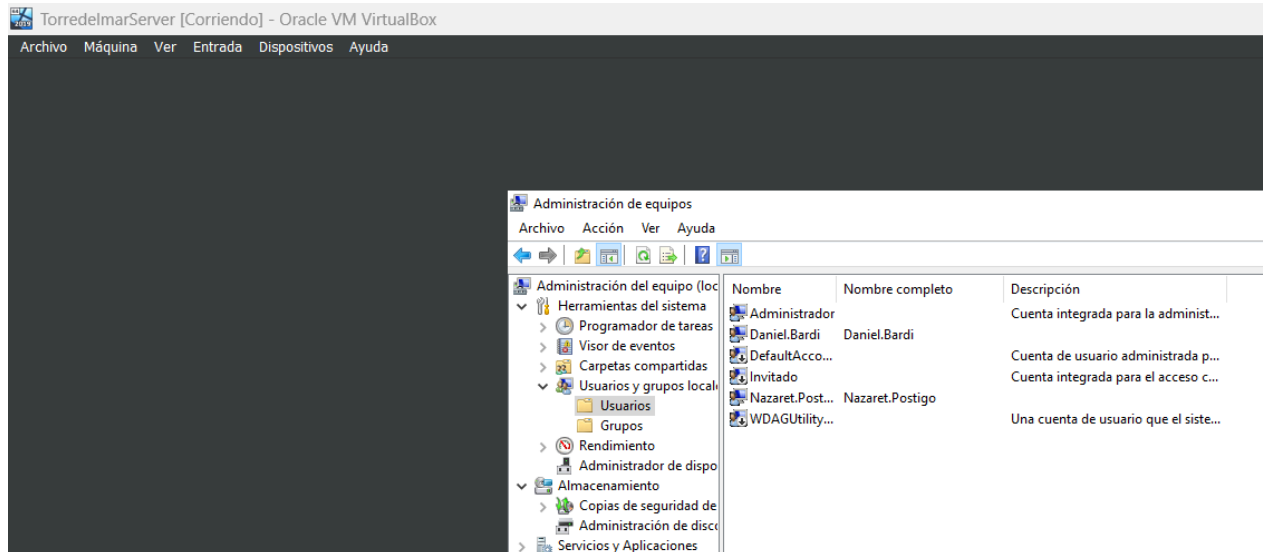 2019
TorredelmarServer [Corriendo] - Oracle VM VirtualBox
Archivo Máquina Ver Entrada Dispositivos Ayuda
Administración de equipos
Archivo Acción Ver Ayuda
Administración del equipo (loc
Herramientas del sistema
Programador de tareas
Visor de eventos
Carpetas compartidas
Usuarios y grupos local
Usuarios
Grupos
Rendimiento
Administrador de dispo
Almacenamiento
Copias de seguridad de
Administración de disc
Servicios y Aplicaciones
Nombre Nombre completo Descripción
Administrador Cuenta integrada para la administ...
Daniel.Bardi Daniel.Bardi
DefaultAcco... Cuenta de usuario administrada p...
Invitado Cuenta integrada para el acceso c...
Nazaret.Post... Nazaret.Postigo
WDAGUtility... Una cuenta de usuario que el siste...